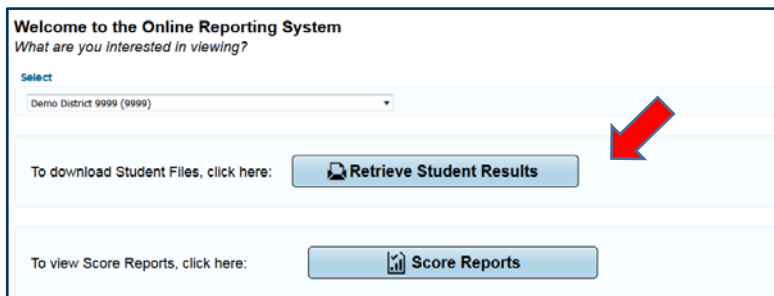 Welcome to the Online Reporting System
What are you interested in viewing?
Select
Demo District 9999 (9999)
To download Student Files, click here: Retrieve Student Results
To view Score Reports, click here: Score Reports